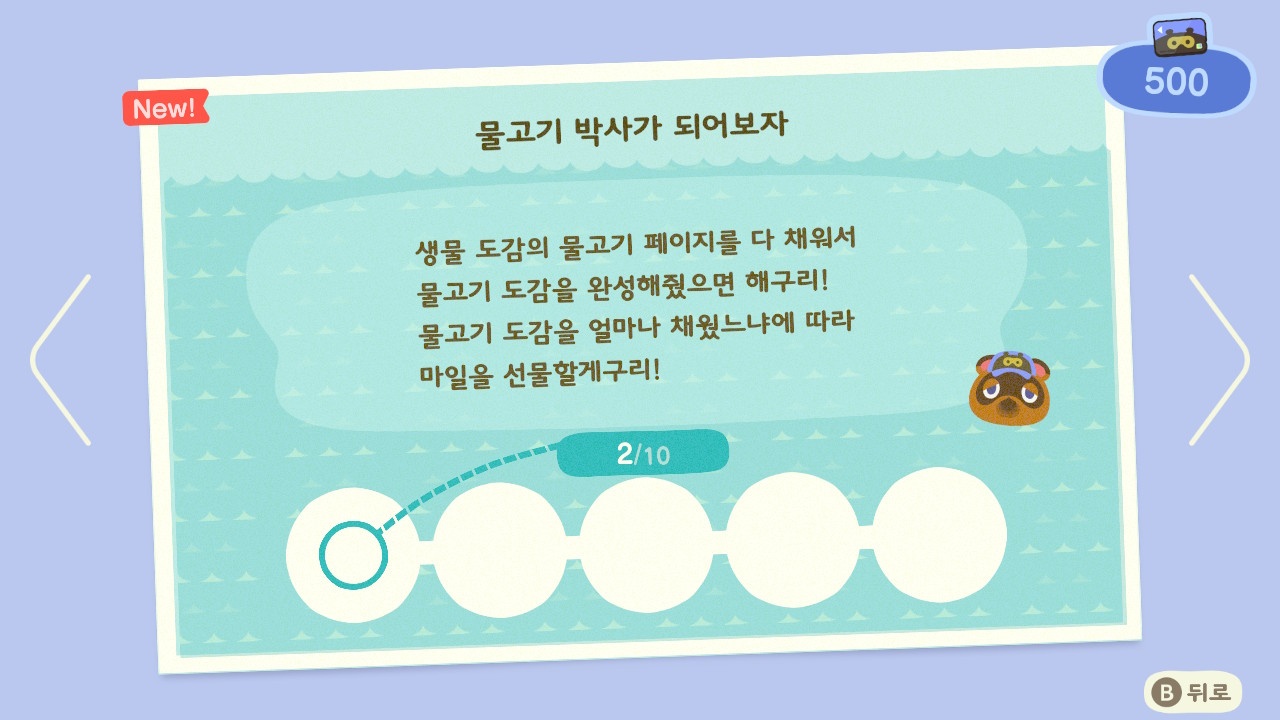 500
New!
물고기 박사가 되어보자
생물 도감의 물고기 페이지를 다 채워서
물고기 도감을 완성해줬으면 해구리!
물고기 도감을 얼마나 채웠느냐에 따라
마일을 선물할게구리!
2/10
B 뒤로